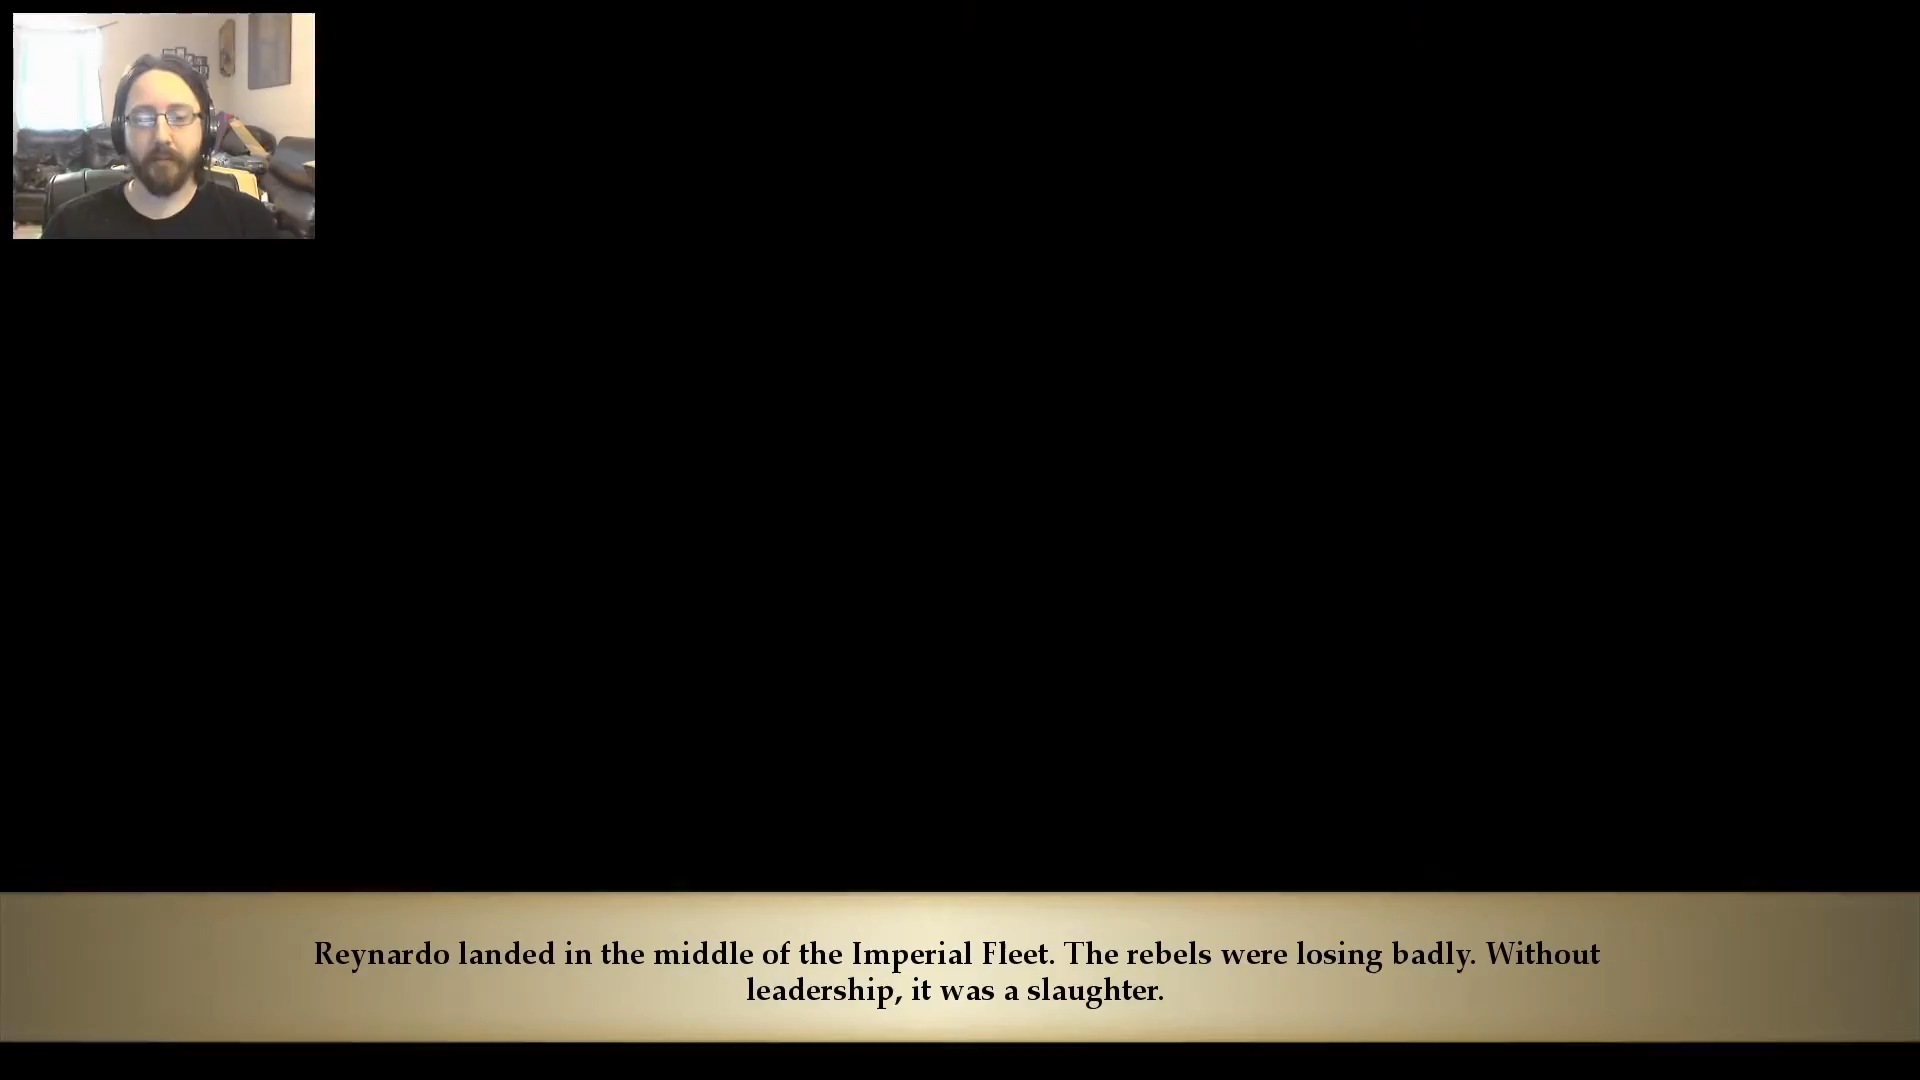 Reynardo landed in the middle of the Imperial Fleet. The rebels were losing badly. Without
leadership, it was a slaughter.